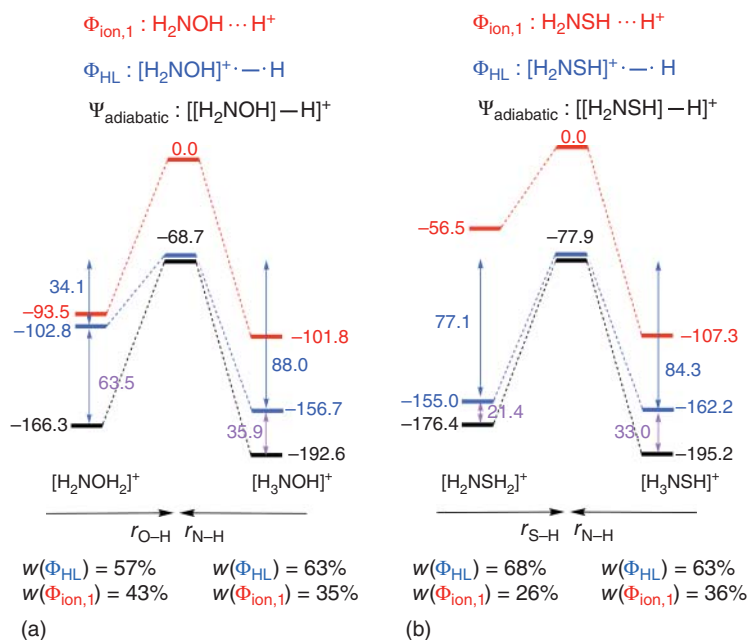 Φion,1 : H2NOH ··· H+
ΦHL : [H2NOH]+·—·H
Ψadiabatic : [[H2NOH]—H]+
0.0
−68.7
34.1
−93.5
−102.8
−101.8
88.0
63.5
−156.7
−166.3
35.9
−192.6
[H2NOH2]+
[H3NOH]+
rO–H
rN–H
w(ΦHL) = 57%
w(ΦHL) = 63%
w(Φion,1) = 43%
w(Φion,1) = 35%
(a)
Φion,1 : H2NSH ··· H+
ΦHL : [H2NSH]+·—·H
Ψadiabatic : [[H2NSH]—H]+
0.0
−56.5
−77.9
77.1
−107.3
84.3
−155.0
−162.2
21.4
−176.4
33.0
−195.2
[H2NSH2]+
[H3NSH]+
rS–H
rN–H
w(ΦHL) = 68%
w(ΦHL) = 63%
w(Φion,1) = 26%
w(Φion,1) = 36%
(b)